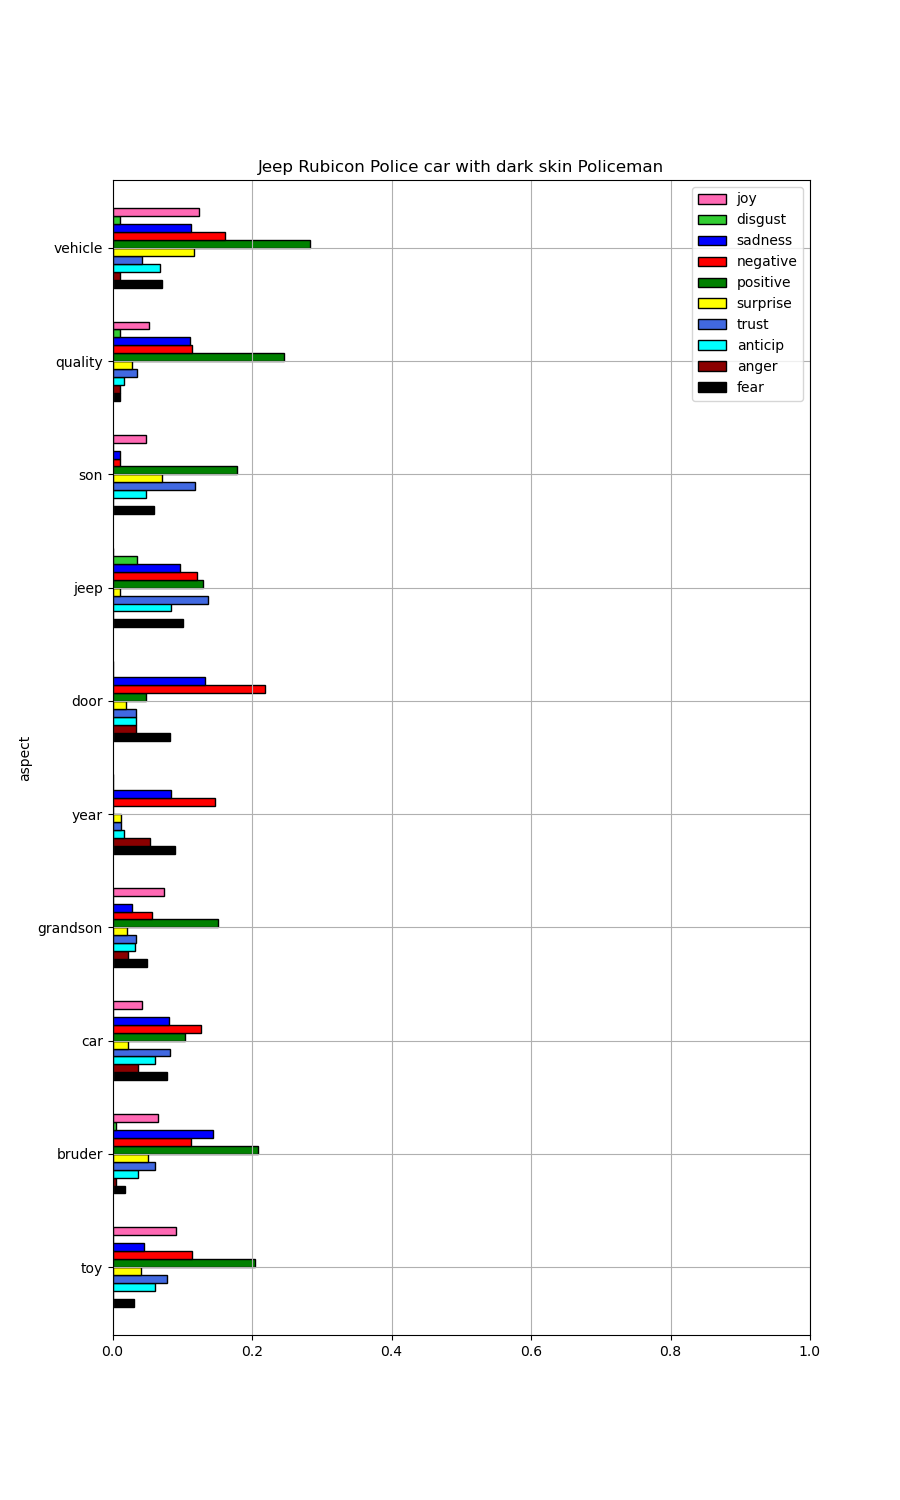 Jeep Rubicon Police car with dark skin Policeman
joy
disgust
sadness
negative
positive
surprise
trust
anticip
anger
fear
vehicle
quality
son
jeep
door
year
grandson
car
bruder
toy
aspect
0.0 0.2 0.4 0.6 0.8 1.0